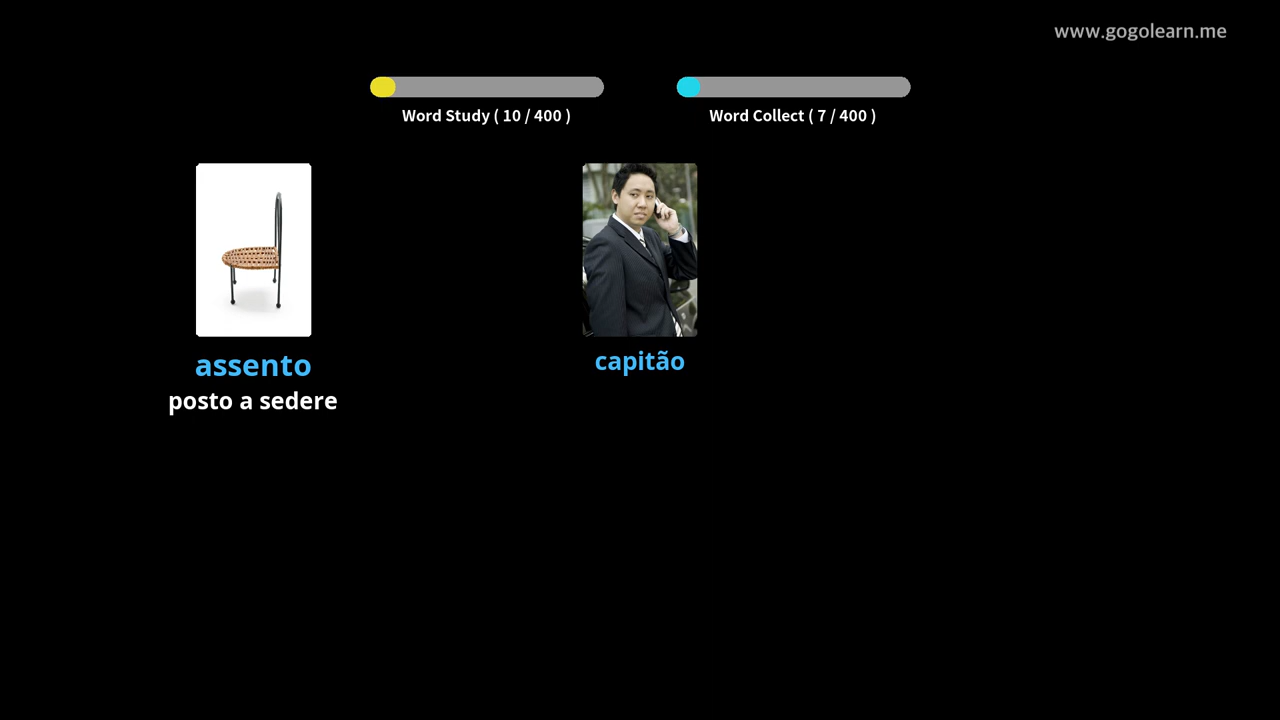 www.gogolearn.me
Word Study ( 10 / 400 )
Word Collect ( 7 / 400 )
assento
posto a sedere
capitão